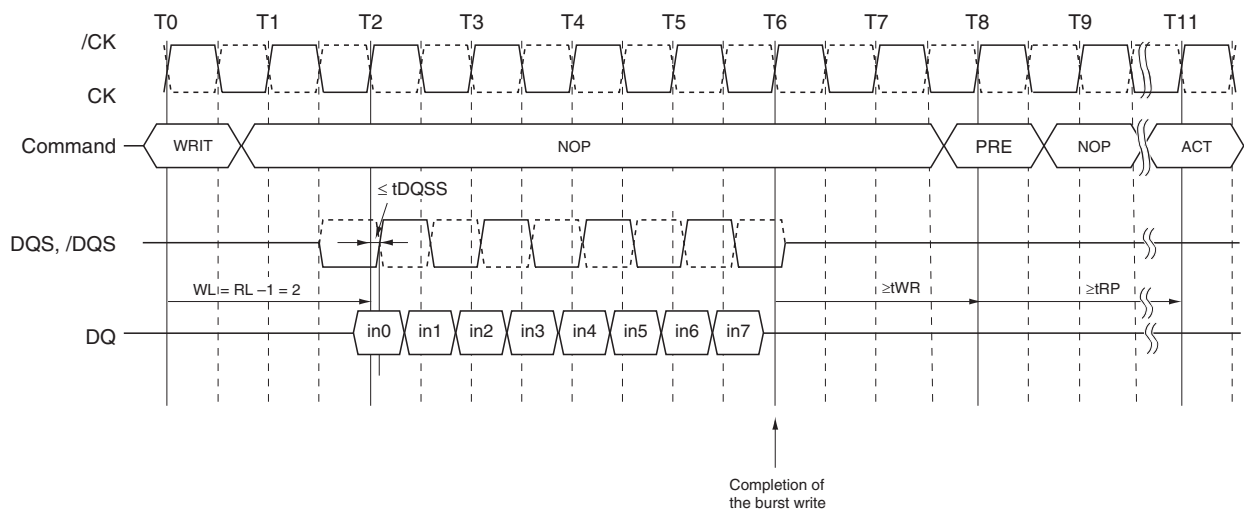 T0 T1 T2 T3 T4 T5 T6 T7 T8 T9 T11
/CK
CK
Command WRIT NOP PRE NOP ACT
≤ tDQSS
DQS, /DQS
WL = RL −1 = 2 ≥tWR ≥tRP
DQ in0 in1 in2 in3 in4 in5 in6 in7
Completion of
the burst write